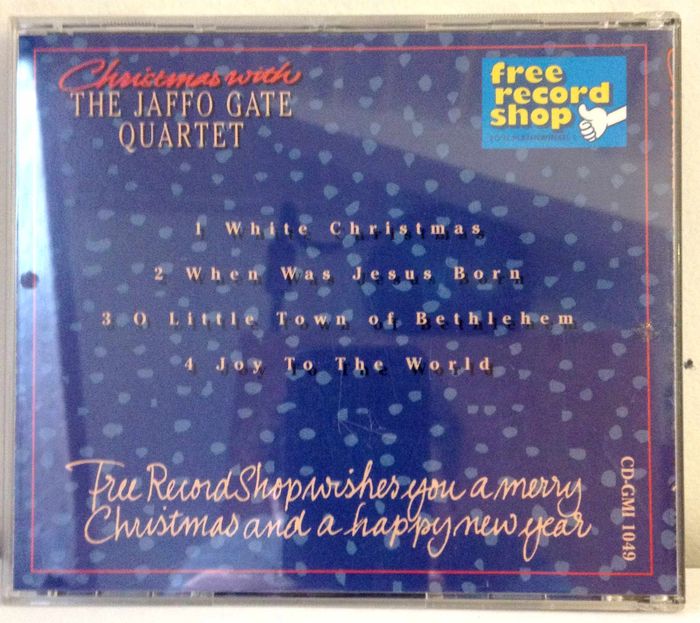 Christmas with
THE JAFFO GATE
QUARTET
free
record
shop
1 White Christmas
2 When Was Jesus Born
3 O Little Town of Bethlehem
4 Joy To The World
Free Record Shop wishes you a merry
Christmas and a happy new year
CD-GMI 1049